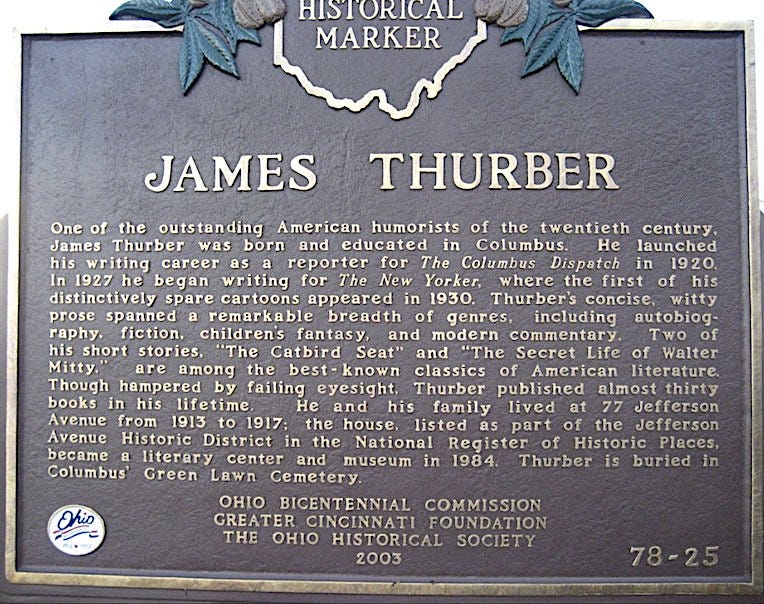 HISTORICAL
MARKER
JAMES THURBER
One of the outstanding American humorists of the twentieth century,
James Thurber was born and educated in Columbus. He launched
his writing career as a reporter for The Columbus Dispatch in 1920.
In 1927 he began writing for The New Yorker, where the first of his
distinctively spare cartoons appeared in 1930. Thurber's concise, witty
prose spanned a remarkable breadth of genres, including autobiog-
raphy, fiction, children's fantasy, and modern commentary. Two of
his short stories, "The Catbird Seat" and "The Secret Life of Walter
Mitty," are among the best-known classics of American literature.
Though hampered by failing eyesight, Thurber published almost thirty
books in his lifetime. He and his family lived at 77 Jefferson
Avenue from 1913 to 1917; the house, listed as part of the Jefferson
Avenue Historic District in the National Register of Historic Places,
became a literary center and museum in 1984. Thurber is buried in
Columbus' Green Lawn Cemetery.
OHIO BICENTENNIAL COMMISSION
GREATER CINCINNATI FOUNDATION
THE OHIO HISTORICAL SOCIETY
2003
78-25
Ohio